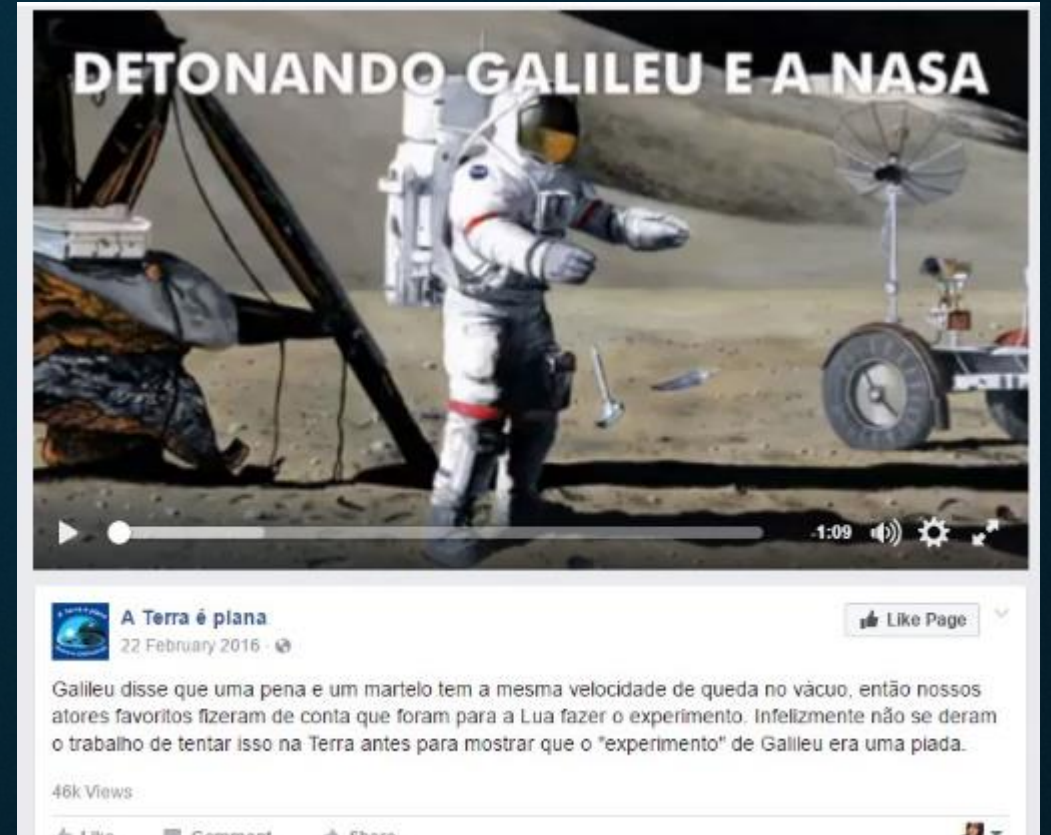 DETONANDO GALILEU E A NASA
-1:09
A Terra é plana
22 February 2016
Like Page
Galileu disse que uma pena e um martelo tem a mesma velocidade de queda no vácuo, então nossos
atores favoritos fizeram de conta que foram para a Lua fazer o experimento. Infelizmente não se deram
o trabalho de tentar isso na Terra antes para mostrar que o "experimento" de Galileu era uma piada.
46k Views
Like Comment Share